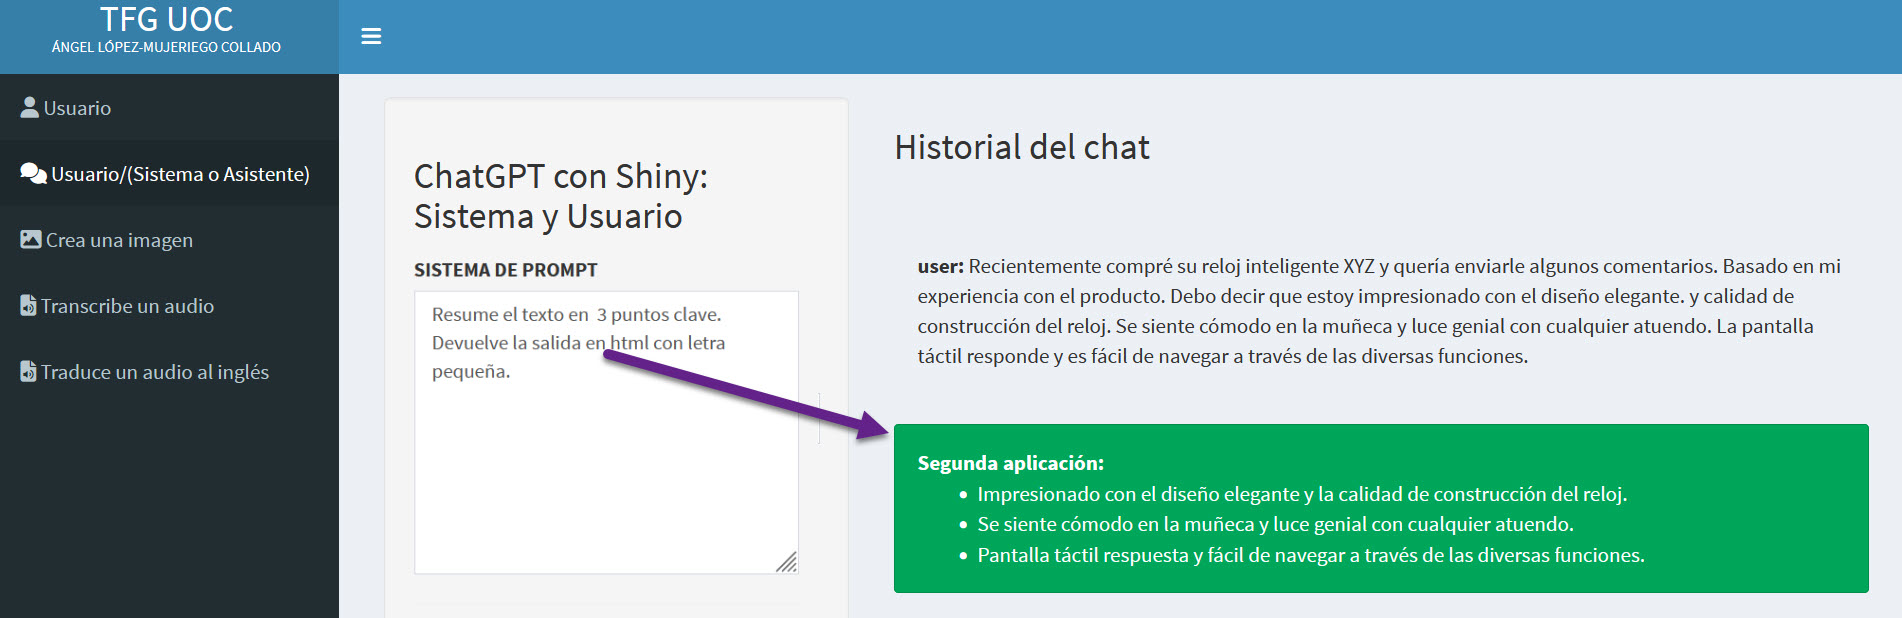 TFG UOC
ÁNGEL LÓPEZ-MUJERIEGO COLLADO
Usuario
Usuario/(Sistema o Asistente)
Crea una imagen
Transcribe un audio
Traduce un audio al inglés
ChatGPT con Shiny:
Sistema y Usuario
SISTEMA DE PROMPT
Resume el texto en 3 puntos clave.
Devuelve la salida en html con letra
pequeña.
Historial del chat
user: Recientemente compré su reloj inteligente XYZ y quería enviarle algunos comentarios. Basado en mi
experiencia con el producto. Debo decir que estoy impresionado con el diseño elegante. y calidad de
construcción del reloj. Se siente cómodo en la muñeca y luce genial con cualquier atuendo. La pantalla
táctil responde y es fácil de navegar a través de las diversas funciones.
Segunda aplicación:
• Impresionado con el diseño elegante y la calidad de construcción del reloj.
• Se siente cómodo en la muñeca y luce genial con cualquier atuendo.
• Pantalla táctil respuesta y fácil de navegar a través de las diversas funciones.